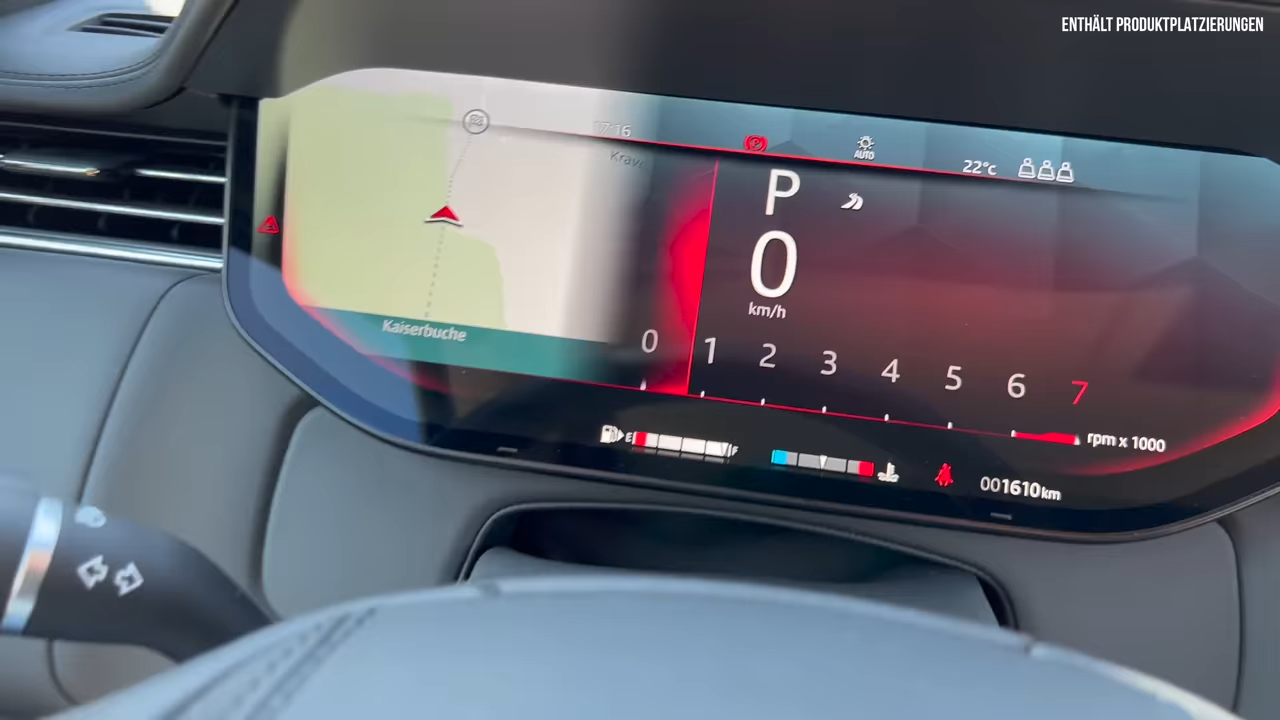 ENTHÄLT PRODUKTPLATZIERUNGEN
17:16
AUTO
22°C
P
0
km/h
Kaiserbuche
0 1 2 3 4 5 6 7
rpm x 1000
E F
001610km